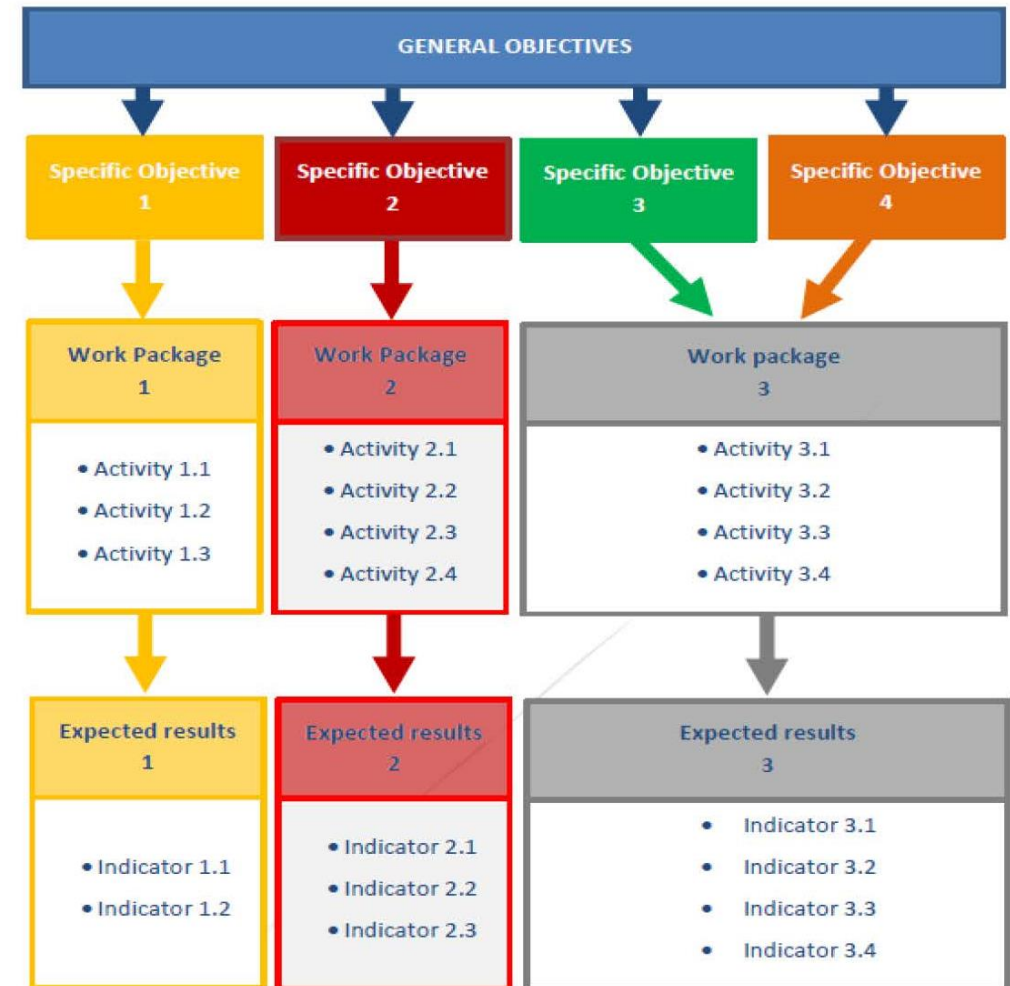 GENERAL OBJECTIVES
Specific Objective
1
Specific Objective
2
Specific Objective
3
Specific Objective
4
Work Package
1
Work Package
2
Work package
3
• Activity 1.1
• Activity 1.2
• Activity 1.3
• Activity 2.1
• Activity 2.2
• Activity 2.3
• Activity 2.4
• Activity 3.1
• Activity 3.2
• Activity 3.3
• Activity 3.4
Expected results
1
Expected results
2
Expected results
3
• Indicator 1.1
• Indicator 1.2
• Indicator 2.1
• Indicator 2.2
• Indicator 2.3
• Indicator 3.1
• Indicator 3.2
• Indicator 3.3
• Indicator 3.4